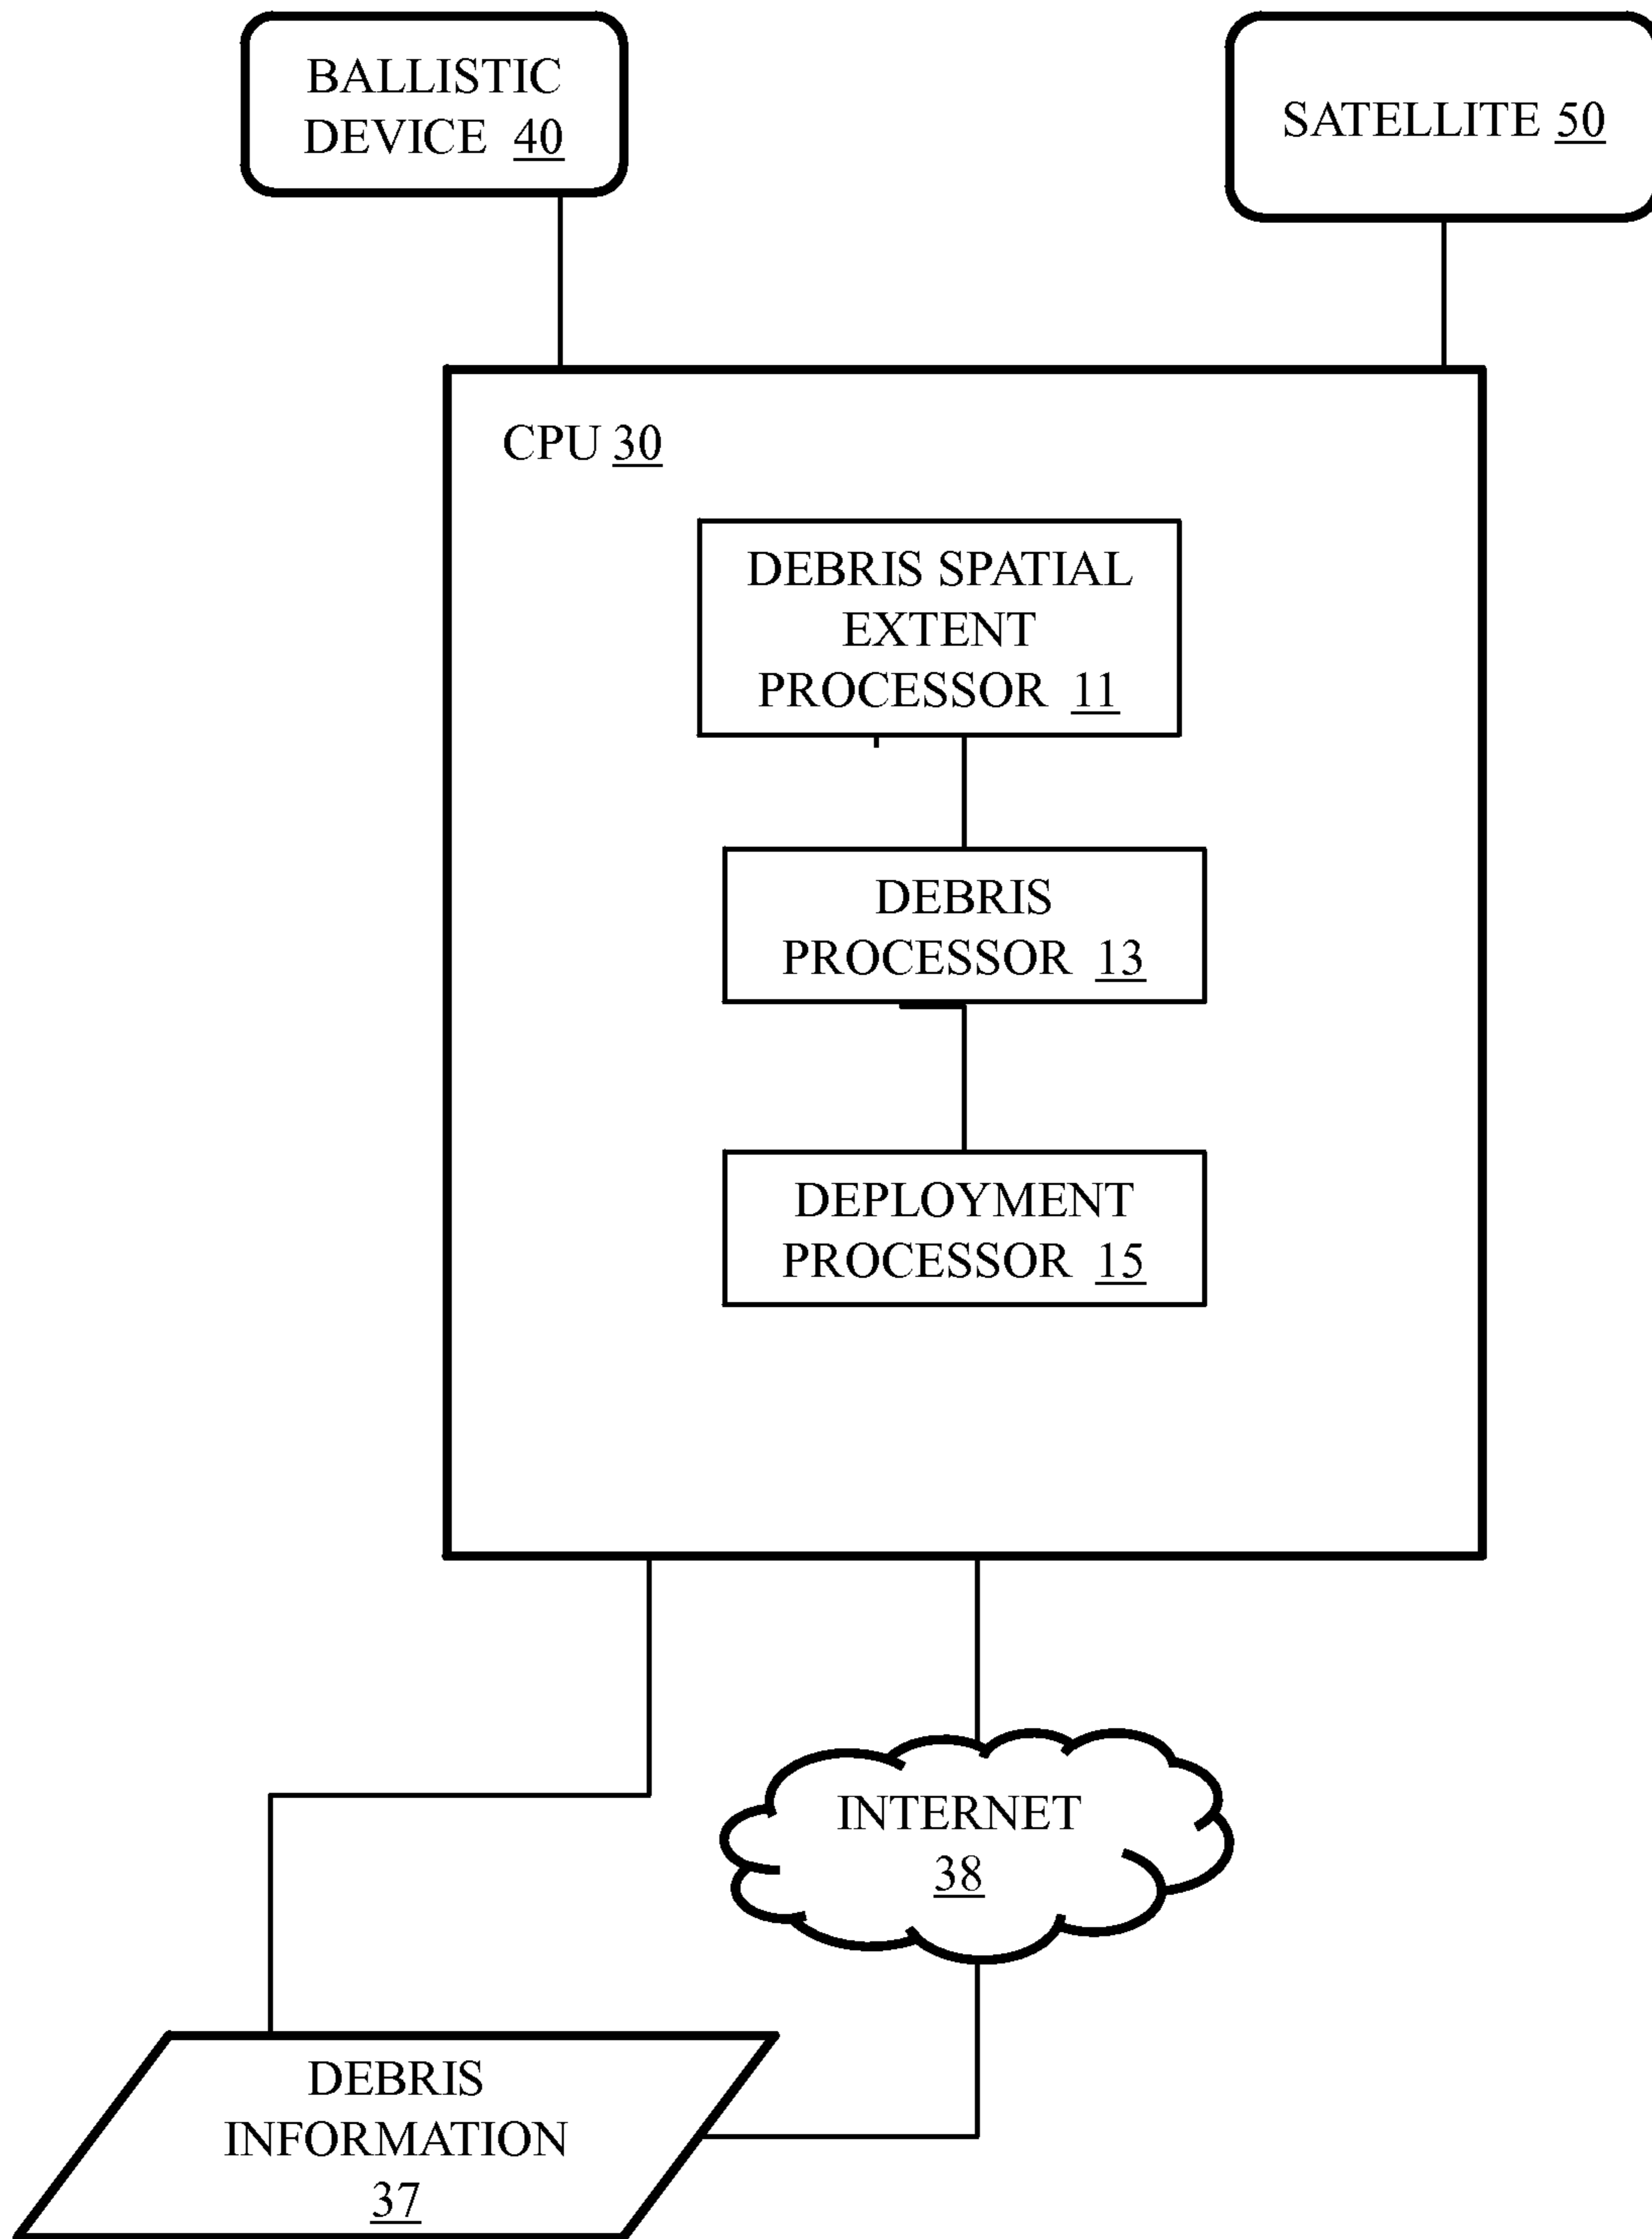 BALLISTIC
DEVICE 40
SATELLITE 50
CPU 30
DEBRIS SPATIAL
EXTENT
PROCESSOR 11
DEBRIS
PROCESSOR 13
DEPLOYMENT
PROCESSOR 15
INTERNET
38
DEBRIS
INFORMATION
37